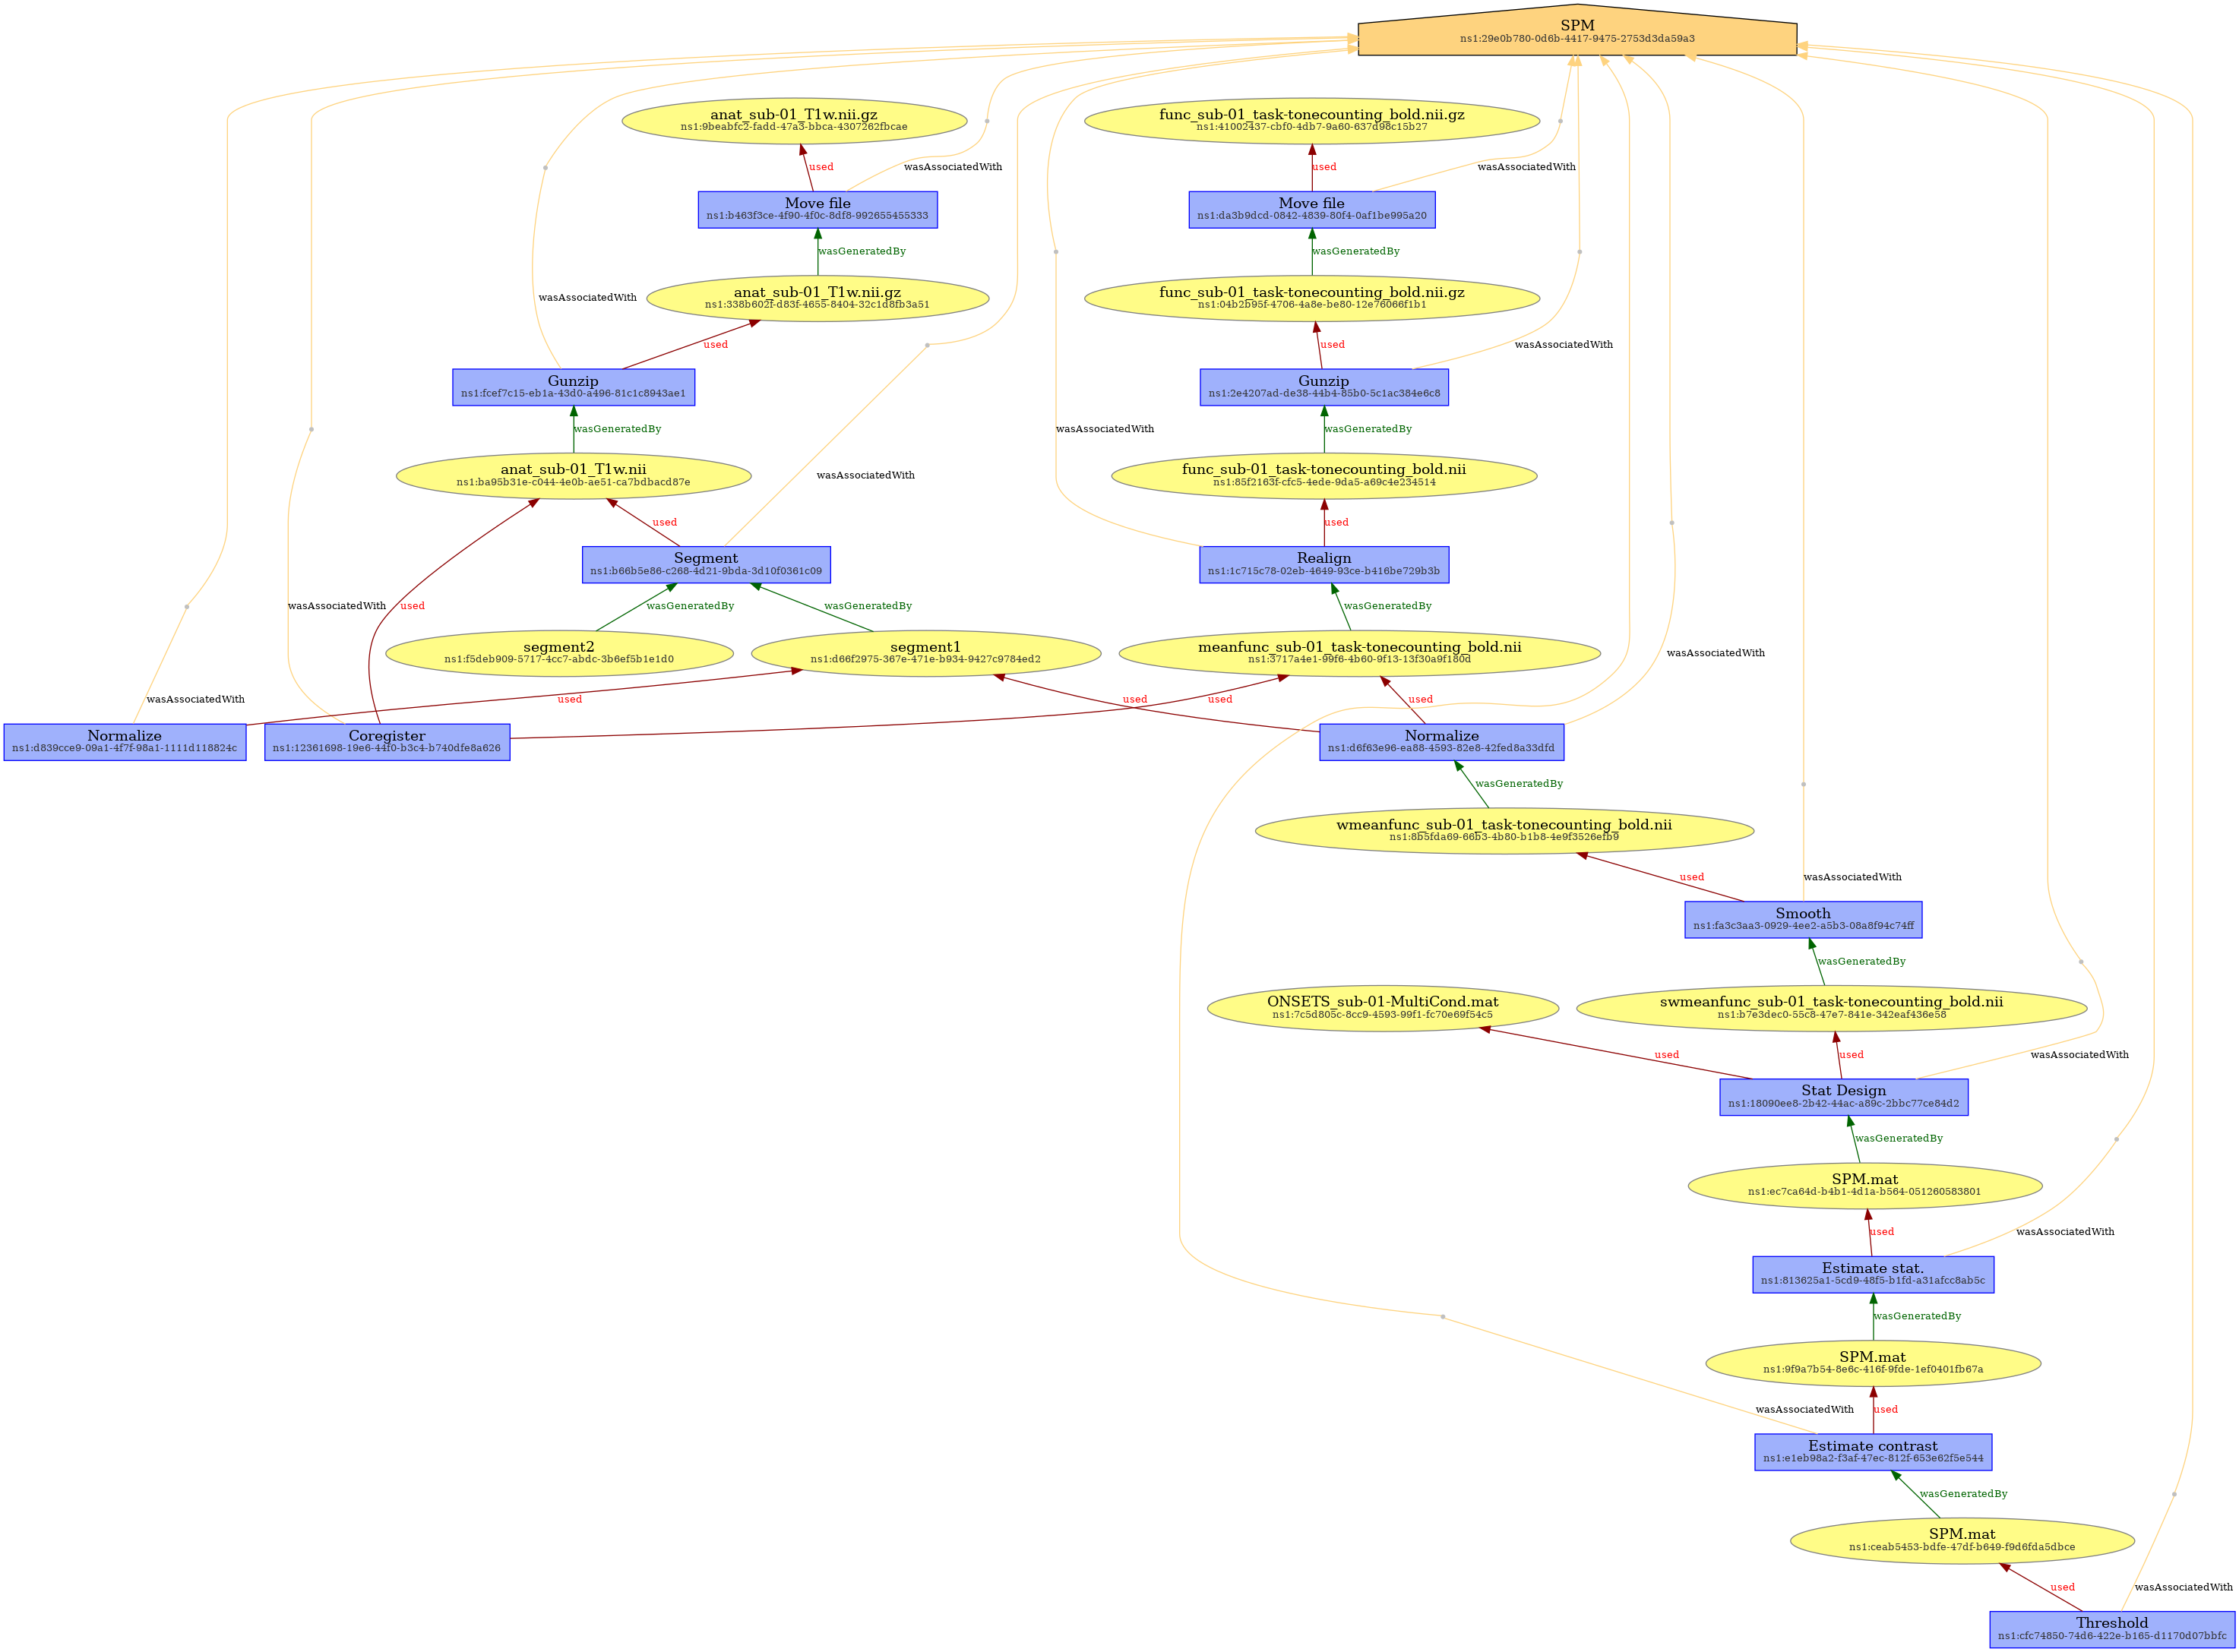 SPM
ns1:29e0b780-0d6b-4417-9475-2753d3da59a3
anat_sub-01_T1w.nii.gz
ns1:9beabfc2-fadd-47a3-bbca-4307262fbcae
func_sub-01_task-tonecounting_bold.nii.gz
ns1:41002437-cbf0-4db7-9a60-637d98c15b27
used
wasAssociatedWith
used
wasAssociatedWith
Move file
ns1:b463f3ce-4f90-4f0c-8df8-992655455333
Move file
ns1:da3b9dcd-0842-4839-80f4-0af1be995a20
wasGeneratedBy
wasGeneratedBy
wasAssociatedWith
anat_sub-01_T1w.nii.gz
ns1:338b602f-d83f-4655-8404-32c1d8fb3a51
func_sub-01_task-tonecounting_bold.nii.gz
ns1:04b2b95f-4706-4a8e-be80-12e76066f1b1
used
used
wasAssociatedWith
Gunzip
ns1:fcef7c15-eb1a-43d0-a496-81c1c8943ae1
Gunzip
ns1:2e4207ad-de38-44b4-85b0-5c1ac384e6c8
wasGeneratedBy
wasAssociatedWith
wasGeneratedBy
anat_sub-01_T1w.nii
ns1:ba95b31e-c044-4e0b-ae51-ca7bdbacd87e
wasAssociatedWith
func_sub-01_task-tonecounting_bold.nii
ns1:85f2163f-cfc5-4ede-9da5-a69c4e234514
used
used
Segment
ns1:b66b5e86-c268-4d21-9bda-3d10f0361c09
Realign
ns1:1c715c78-02eb-4649-93ce-b416be729b3b
wasAssociatedWith
used
wasGeneratedBy
wasGeneratedBy
wasGeneratedBy
segment2
ns1:f5deb909-5717-4cc7-abdc-3b6ef5b1e1d0
segment1
ns1:d66f2975-367e-471e-b934-9427c9784ed2
meanfunc_sub-01_task-tonecounting_bold.nii
ns1:3717a4e1-99f6-4b60-9f13-13f30a9f180d
wasAssociatedWith
wasAssociatedWith
used
used
used
used
Normalize
ns1:d839cce9-09a1-4f7f-98a1-1111d118824c
Coregister
ns1:12361698-19e6-44f0-b3c4-b740dfe8a626
Normalize
ns1:d6f63e96-ea88-4593-82e8-42fed8a33dfd
wasGeneratedBy
wmeanfunc_sub-01_task-tonecounting_bold.nii
ns1:8b5fda69-66b3-4b80-b1b8-4e9f3526efb9
used
wasAssociatedWith
Smooth
ns1:fa3c3aa3-0929-4ee2-a5b3-08a8f94c74ff
wasGeneratedBy
ONSETS_sub-01-MultiCond.mat
ns1:7c5d805c-8cc9-4593-99f1-fc70e69f54c5
swmeanfunc_sub-01_task-tonecounting_bold.nii
ns1:b7e3dec0-55c8-47e7-841e-342eaf436e58
used
used
wasAssociatedWith
Stat Design
ns1:18090ee8-2b42-44ac-a89c-2bbc77ce84d2
wasGeneratedBy
SPM.mat
ns1:ec7ca64d-b4b1-4d1a-b564-051260583801
used
wasAssociatedWith
Estimate stat.
ns1:813625a1-5cd9-48f5-b1fd-a31afcc8ab5c
wasGeneratedBy
SPM.mat
ns1:9f9a7b54-8e6c-416f-9fde-1ef0401fb67a
wasAssociatedWith
used
Estimate contrast
ns1:e1eb98a2-f3af-47ec-812f-653e62f5e544
wasGeneratedBy
SPM.mat
ns1:ceab5453-bdfe-47df-b649-f9d6fda5dbce
used
wasAssociatedWith
Threshold
ns1:cfc74850-74d6-422e-b165-d1170d07bbfc